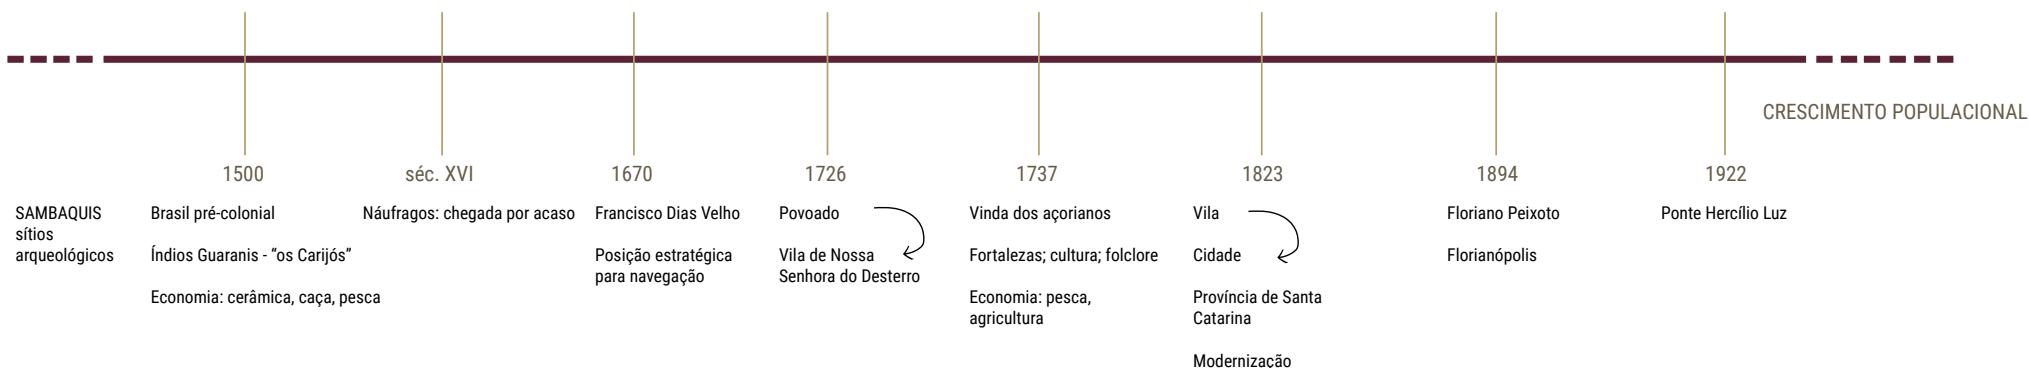 CRESCIMENTO POPULACIONAL
SAMBAQUIS
sítios
arqueológicos
1500
Brasil pré-colonial
Índios Guaranis - “os Carijós”
Economia: cerâmica, caça, pesca
séc. XVI
Náufragos: chegada por acaso
1670
Francisco Dias Velho
Posição estratégica
para navegação
1726
Povoado
Vila de Nossa
Senhora do Desterro
1737
Vinda dos açorianos
Fortalezas; cultura; folclore
Economia: pesca,
agricultura
1823
Vila
Cidade
Província de Santa
Catarina
Modernização
1894
Floriano Peixoto
Florianópolis
1922
Ponte Hercílio Luz